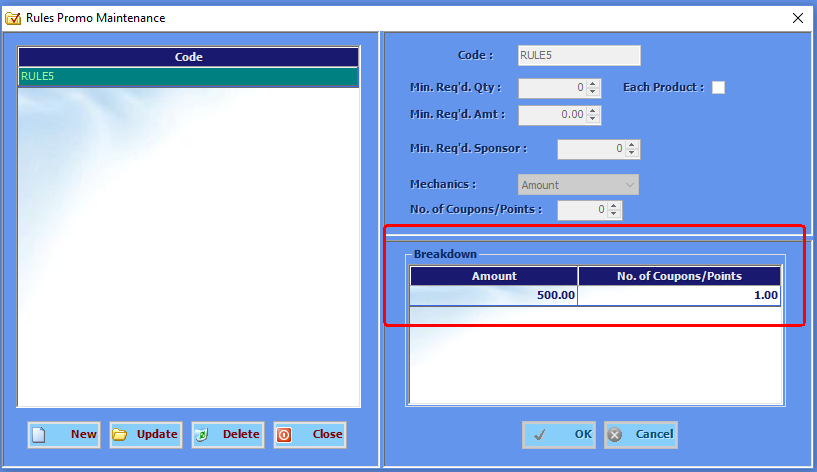 Rules Promo Maintenance
Code
RULE5
New
Update
Delete
Close
Code :
RULE5
Min. Req'd. Qty :
0
Each Product :
Min. Req'd. Amt :
0.00
Min. Req'd. Sponsor :
0
Mechanics :
Amount
No. of Coupons/Points :
0
Breakdown
Amount
No. of Coupons/Points
500.00
1.00
OK
Cancel